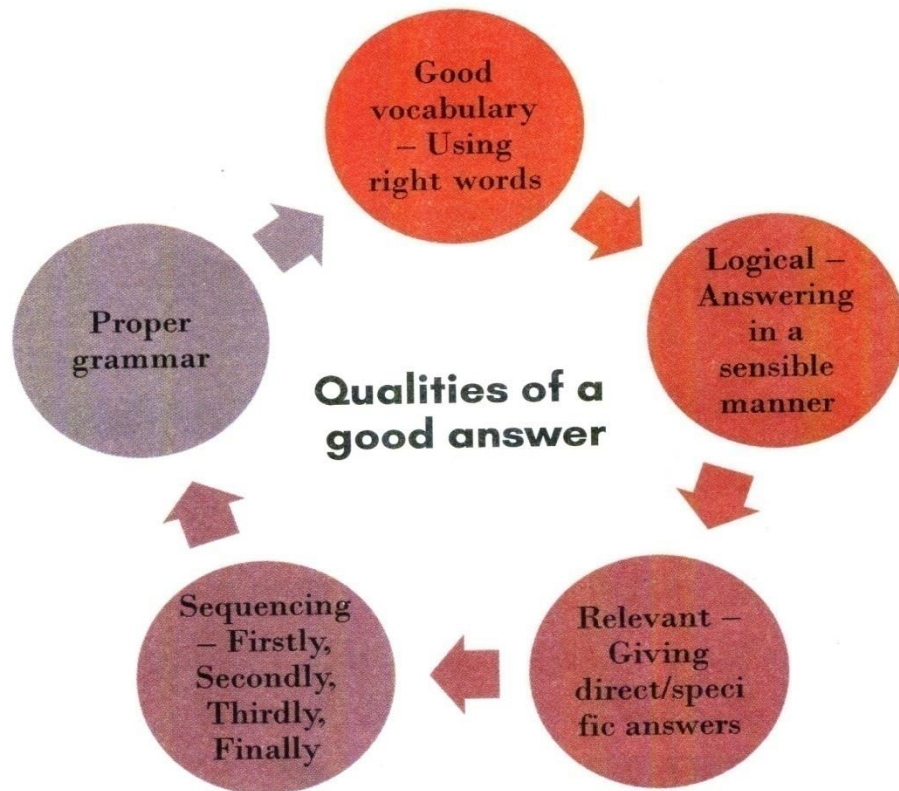 Good
vocabulary
– Using
right words
Logical –
Answering
in a
sensible
manner
Relevant –
Giving
direct/speci
fic answers
Sequencing
– Firstly,
Secondly,
Thirdly,
Finally
Proper
grammar
Qualities of a
good answer